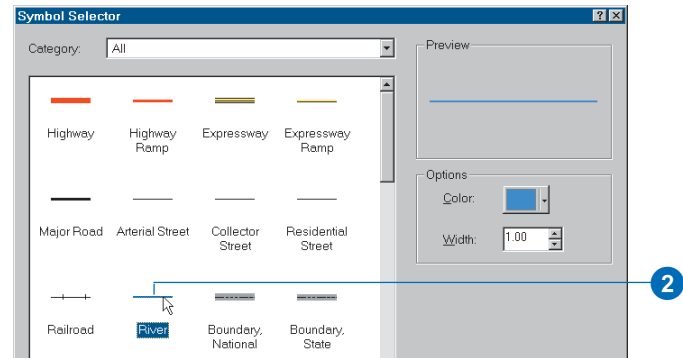 Symbol Selector
Category: All
Preview
Highway
Highway Ramp
Expressway
Expressway Ramp
Options
Color:
Width: 1.00
Major Road
Arterial Street
Collector Street
Residential Street
2
Railroad
River
Boundary, National
Boundary, State